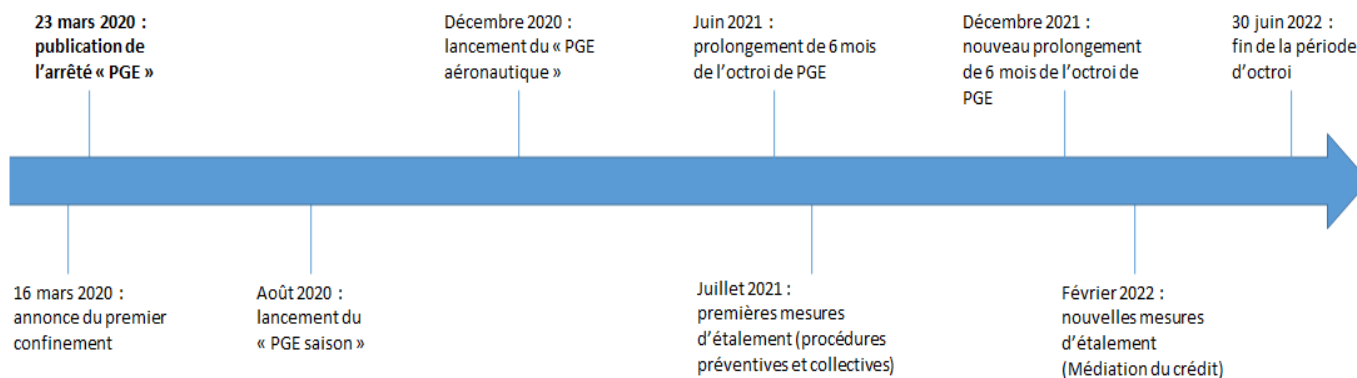 23 mars 2020 :
publication de
l'arrêté « PGE »
Décembre 2020 :
lancement du « PGE
aéronautique »
Juin 2021 :
prolongement de 6 mois
de l'octroi de PGE
Décembre 2021 :
nouveau prolongement
de 6 mois de l'octroi de
PGE
30 juin 2022 :
fin de la période
d'octroi
16 mars 2020 :
annonce du premier
confinement
Août 2020 :
lancement du
« PGE saison »
Juillet 2021 :
premières mesures
d'étalement (procédures
préventives et collectives)
Février 2022 :
nouvelles mesures
d'étalement
(Médiation du crédit)